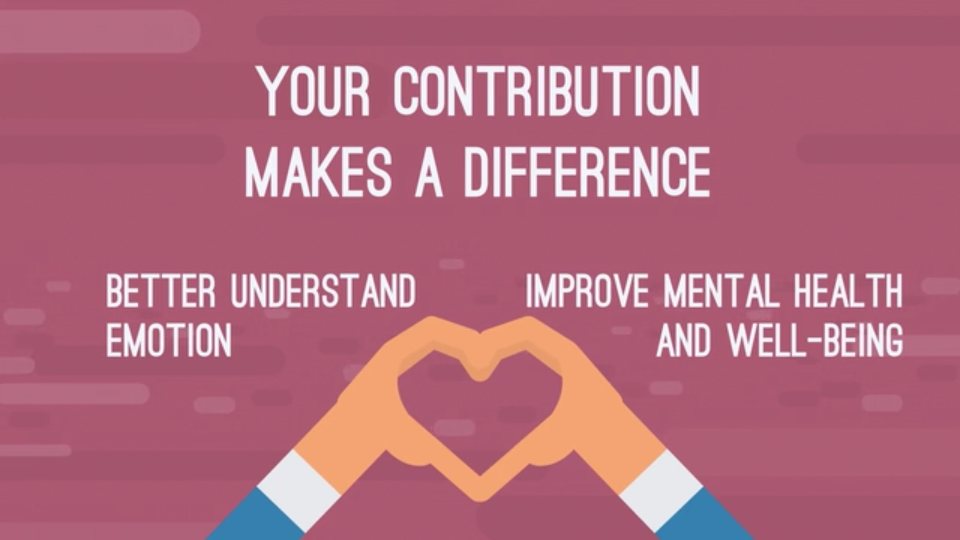 YOUR CONTRIBUTION
MAKES A DIFFERENCE
BETTER UNDERSTAND
EMOTION
IMPROVE MENTAL HEALTH
AND WELL-BEING